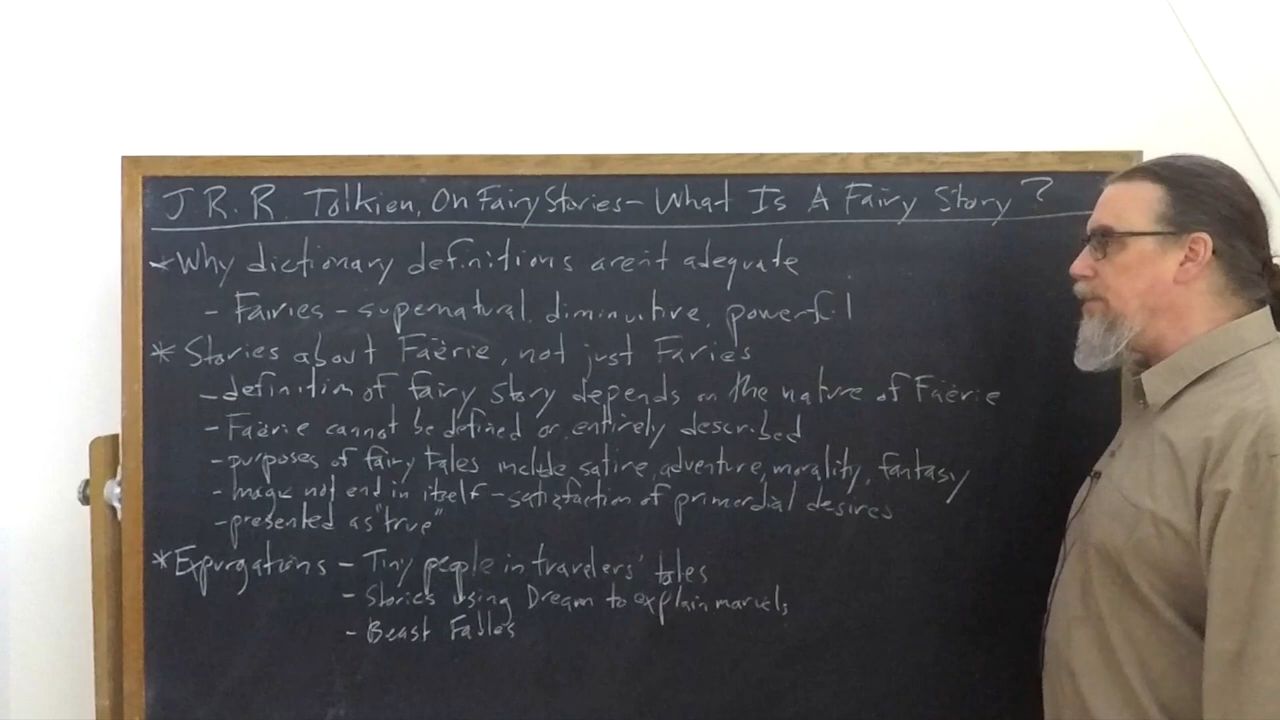 J. R. R. Tolkien, On Fairy Stories - What Is A Fairy Story?
* Why dictionary definitions aren't adequate
- Fairies - supernatural, diminutive, powerful
* Stories about Faërie, not just Faries
- definition of fairy story depends on the nature of Faërie
- Faërie cannot be defined or entirely described
- purposes of fairy tales include satire, adventure, morality, fantasy
- magic not end in itself - satisfaction of primordial desires
- presented as "true"
* Expurgations - Tiny people in travelers' tales
- Stories using Dream to explain marvels
- Beast Fables